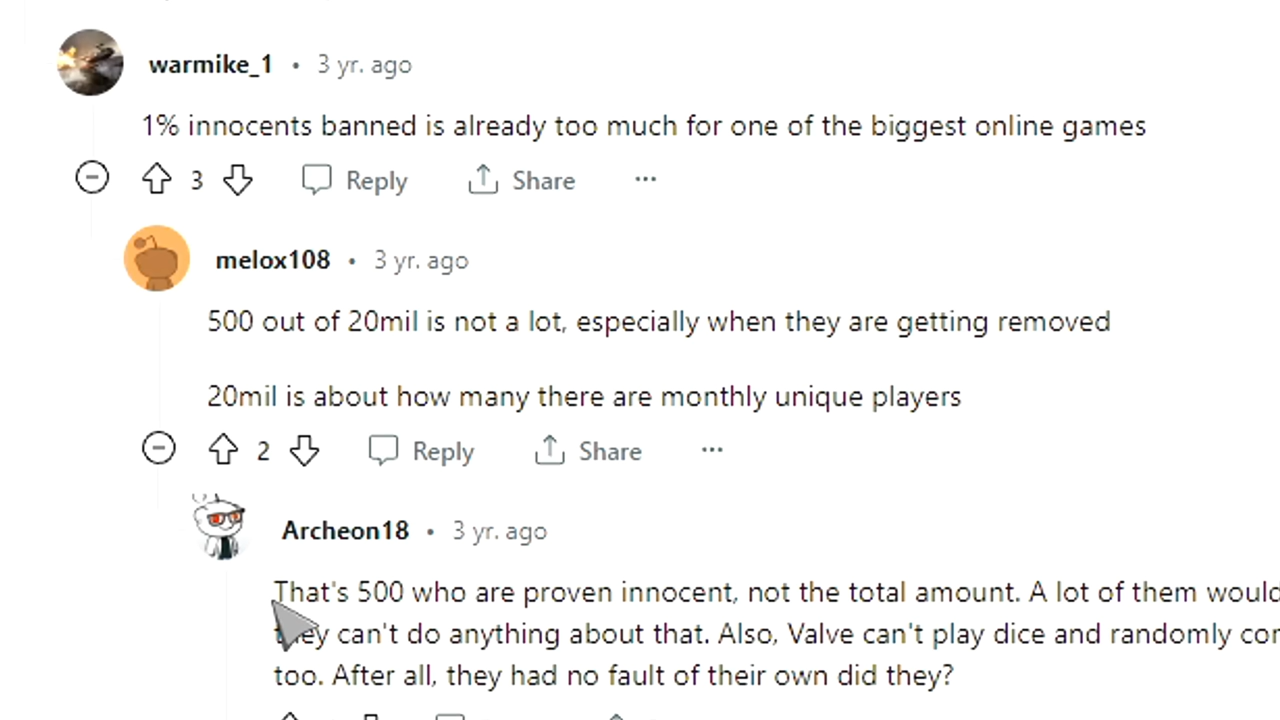 warmike_1 • 3 yr. ago
1% innocents banned is already too much for one of the biggest online games
3 Reply Share ...
melox108 • 3 yr. ago
500 out of 20mil is not a lot, especially when they are getting removed
20mil is about how many there are monthly unique players
2 Reply Share ...
Archeon18 • 3 yr. ago
That's 500 who are proven innocent, not the total amount. A lot of them would
they can't do anything about that. Also, Valve can't play dice and randomly
too. After all, they had no fault of their own did they?